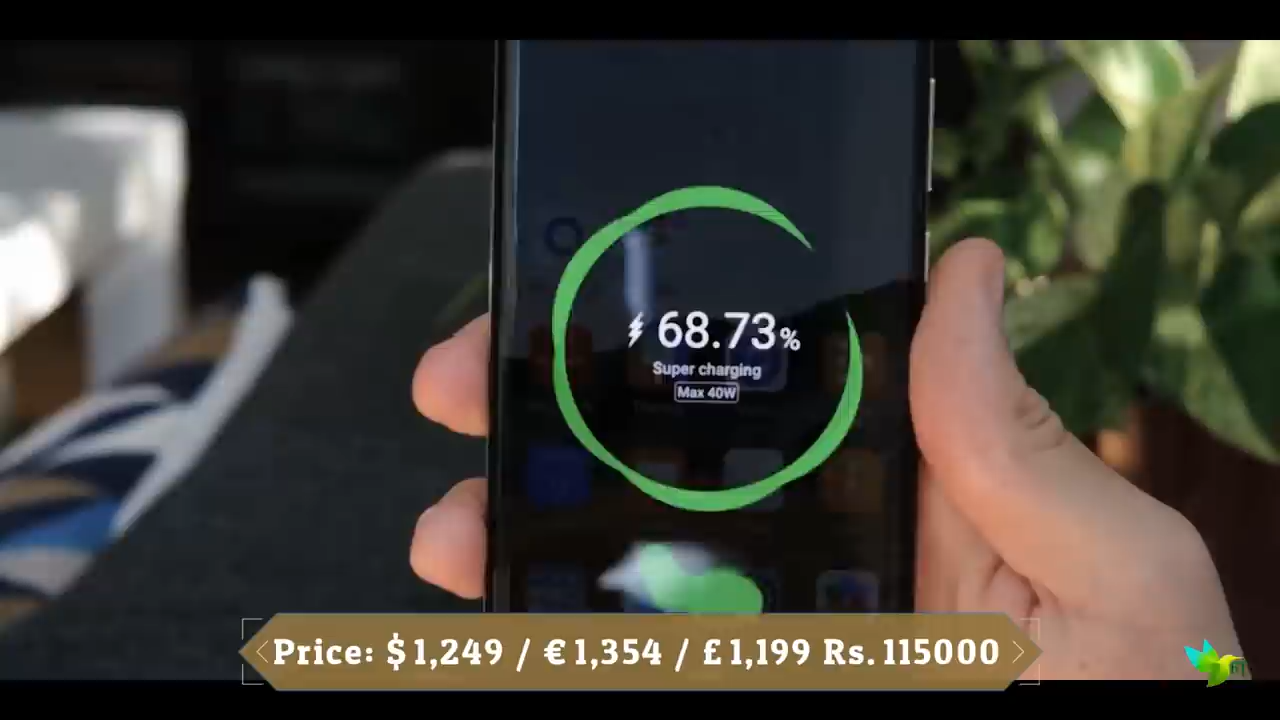 68.73%
Super charging
Max 40W
Price: $1,249 / €1,354 / £1,199 Rs. 115000